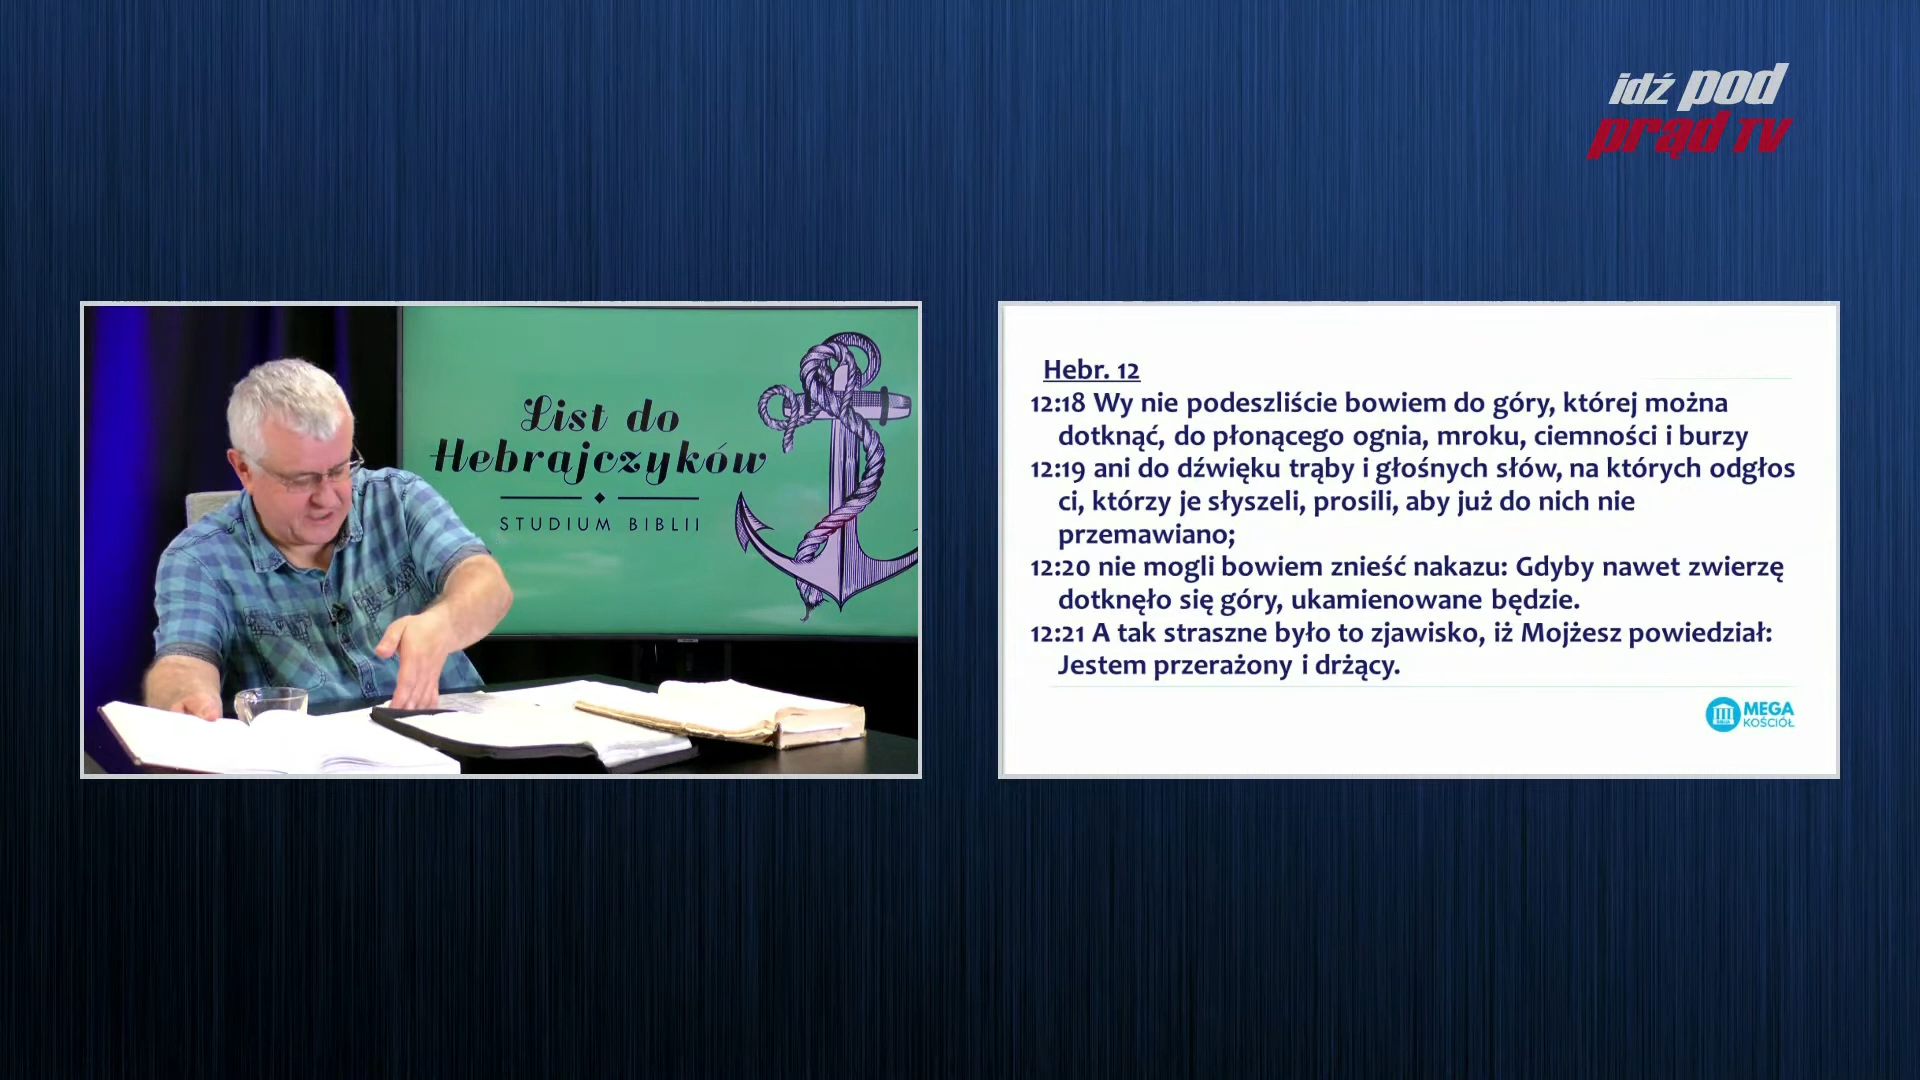 idź pod
prąd TV
List do
Hebrajczyków
STUDIUM BIBLII
Hebr. 12
12:18 Wy nie podeszliście bowiem do góry, której można
dotknąć, do płonącego ognia, mroku, ciemności i burzy
12:19 ani do dźwięku trąby i głośnych słów, na których odgłos
ci, którzy je słyszeli, prosili, aby już do nich nie
przemawiano;
12:20 nie mogli bowiem znieść nakazu: Gdyby nawet zwierzę
dotknęło się góry, ukamienowane będzie.
12:21 A tak straszne było to zjawisko, iż Mojżesz powiedział:
Jestem przerażony i drżący.
MEGA
KOŚCIÓŁ